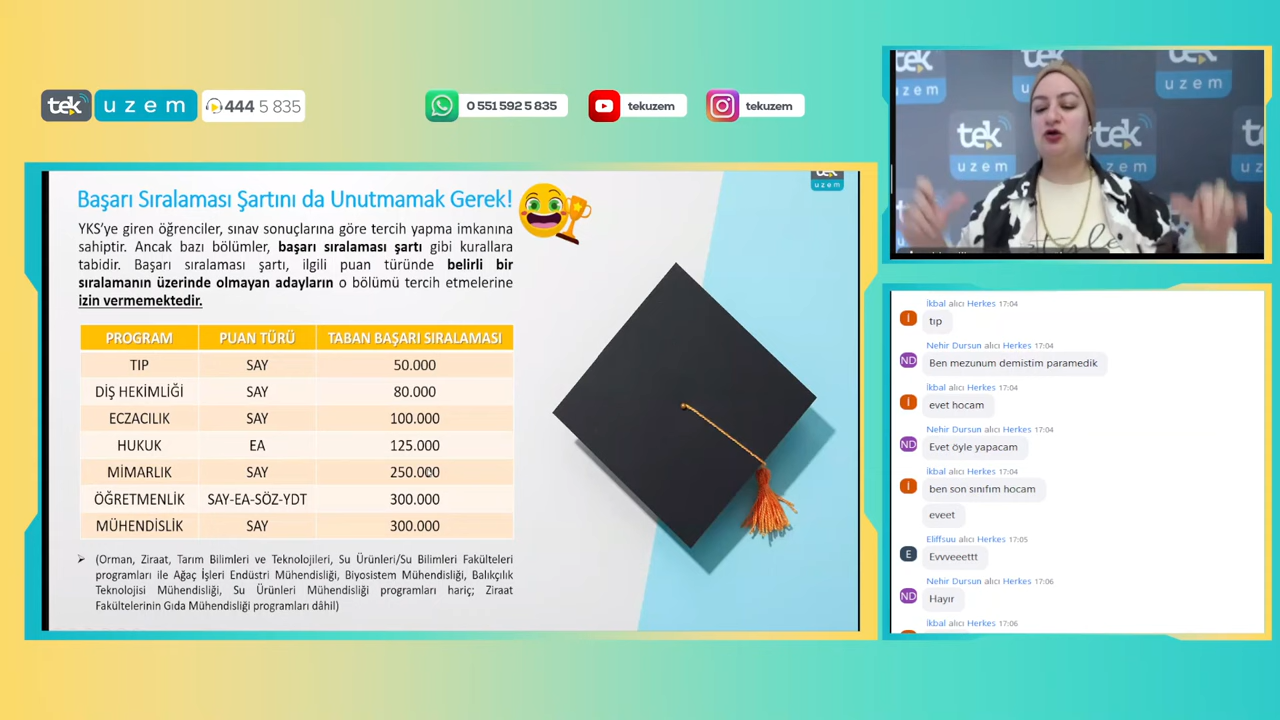 tek
uzem
444 5 835
0 551 592 5 835
tekuzem
tekuzem
tek
uzem
Başarı Sıralaması Şartını da Unutmamak Gerek!
YKS'ye giren öğrenciler, sınav sonuçlarına göre tercih yapma imkanına
sahiptir. Ancak bazı bölümler, başarı sıralaması şartı gibi kurallara
tabidir. Başarı sıralaması şartı, ilgili puan türünde belirli bir
sıralamanın üzerinde olmayan adayların o bölümü tercih etmelerine
izin vermemektedir.
PROGRAM PUAN TÜRÜ TABAN BAŞARI SIRALAMASI
TIP SAY 50.000
DİŞ HEKİMLİĞİ SAY 80.000
ECZACILIK SAY 100.000
HUKUK EA 125.000
MİMARLIK SAY 250.000
ÖĞRETMENLİK SAY-EA-SÖZ-YDT 300.000
MÜHENDİSLİK SAY 300.000
(Orman, Ziraat, Tarım Bilimleri ve Teknolojileri, Su Ürünleri/Su Bilimleri Fakülteleri
programları ile Ağaç İşleri Endüstri Mühendisliği, Biyosistem Mühendisliği, Balıkçılık
Teknolojisi Mühendisliği, Su Ürünleri Mühendisliği programları hariç; Ziraat
Fakültelerinin Gıda Mühendisliği programları dâhil)
tek
uzem
tek
uzem
style
İkbal alıcı Herkes 17:04
I
tıp
Nehir Dursun alıcı Herkes 17:04
ND
Ben mezunum demistim paramedik
İkbal alıcı Herkes 17:04
I
evet hocam
Nehir Dursun alıcı Herkes 17:04
ND
Evet öyle yapacam
İkbal alıcı Herkes 17:04
I
ben son sınıfım hocam
eveet
Eliffsuu alıcı Herkes 17:05
E
Evvveeettt
Nehir Dursun alıcı Herkes 17:06
ND
Hayır
İkbal alıcı Herkes 17:06